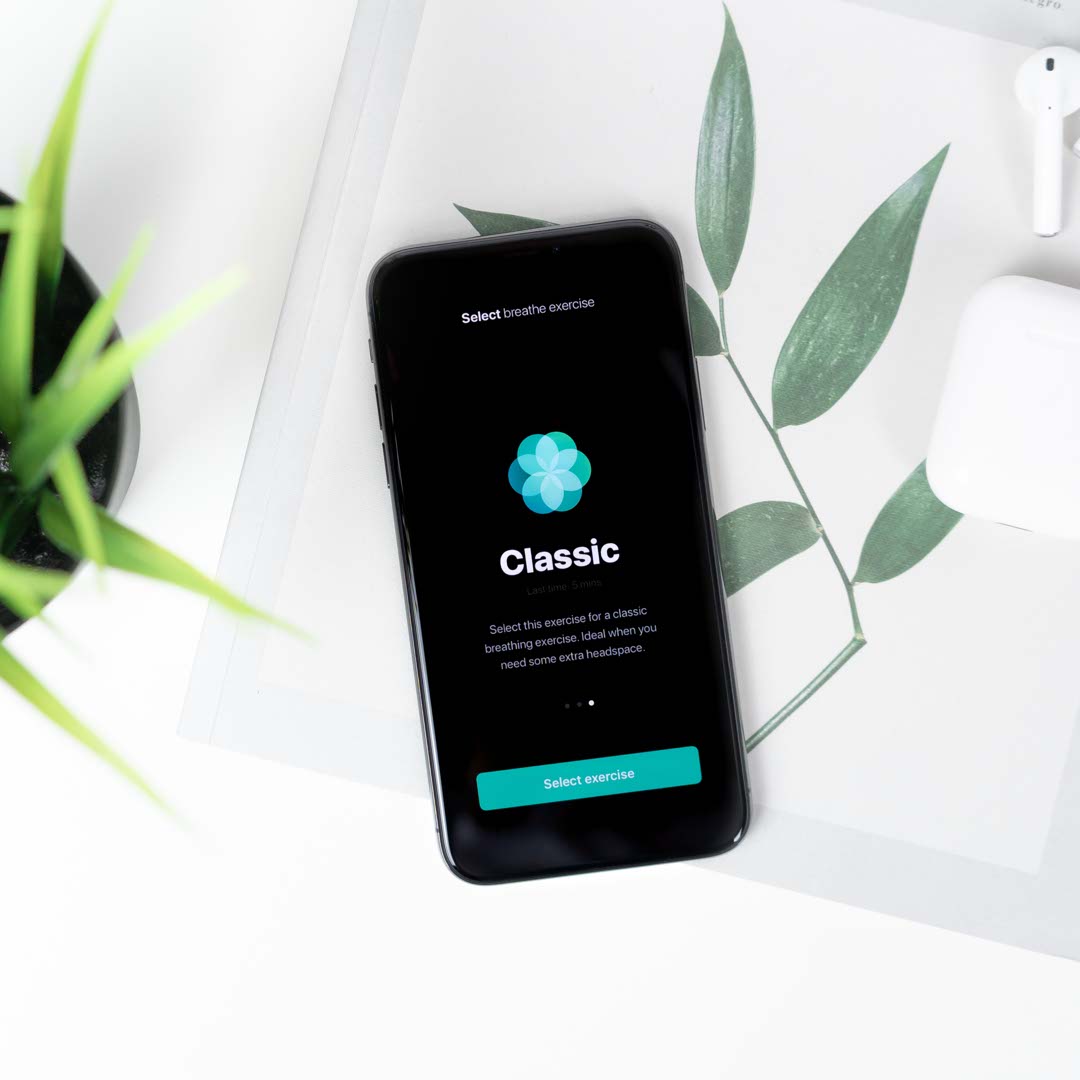 Select breathe exercise
Classic
Last time: 5 mins
Select this exercise for a classic
breathing exercise. Ideal when you
need some extra headspace.
Select exercise